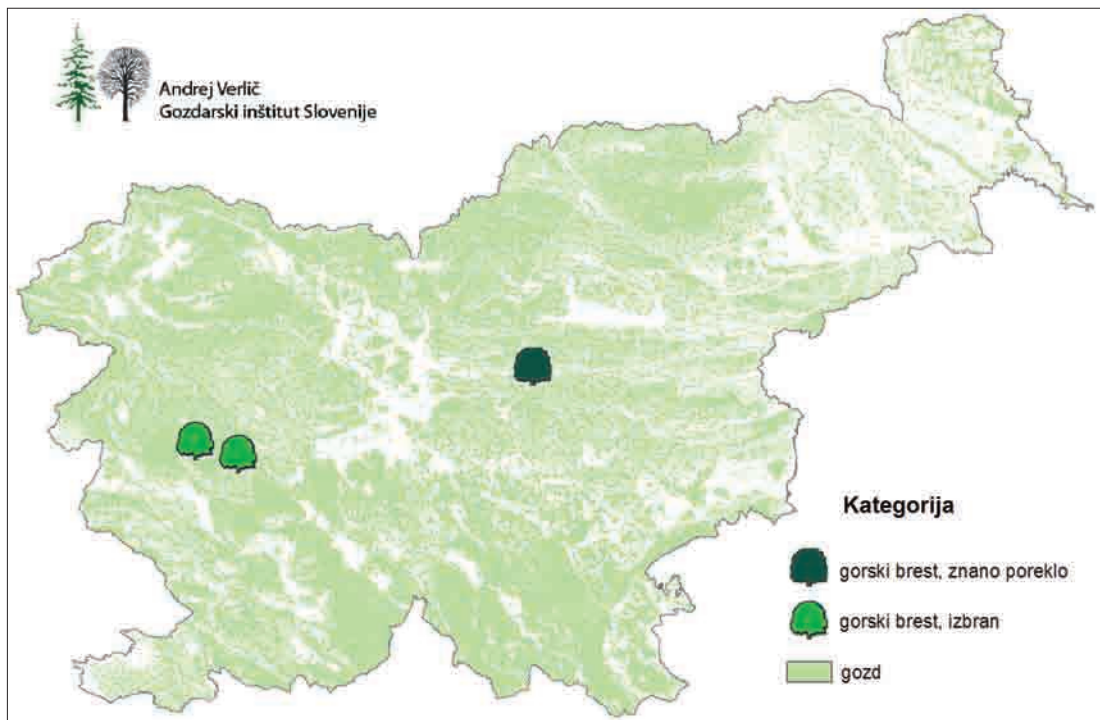 Andrej Verlič
Gozdarski inštitut Slovenije
Kategorija
gorski brest, znano poreklo
gorski brest, izbran
gozd